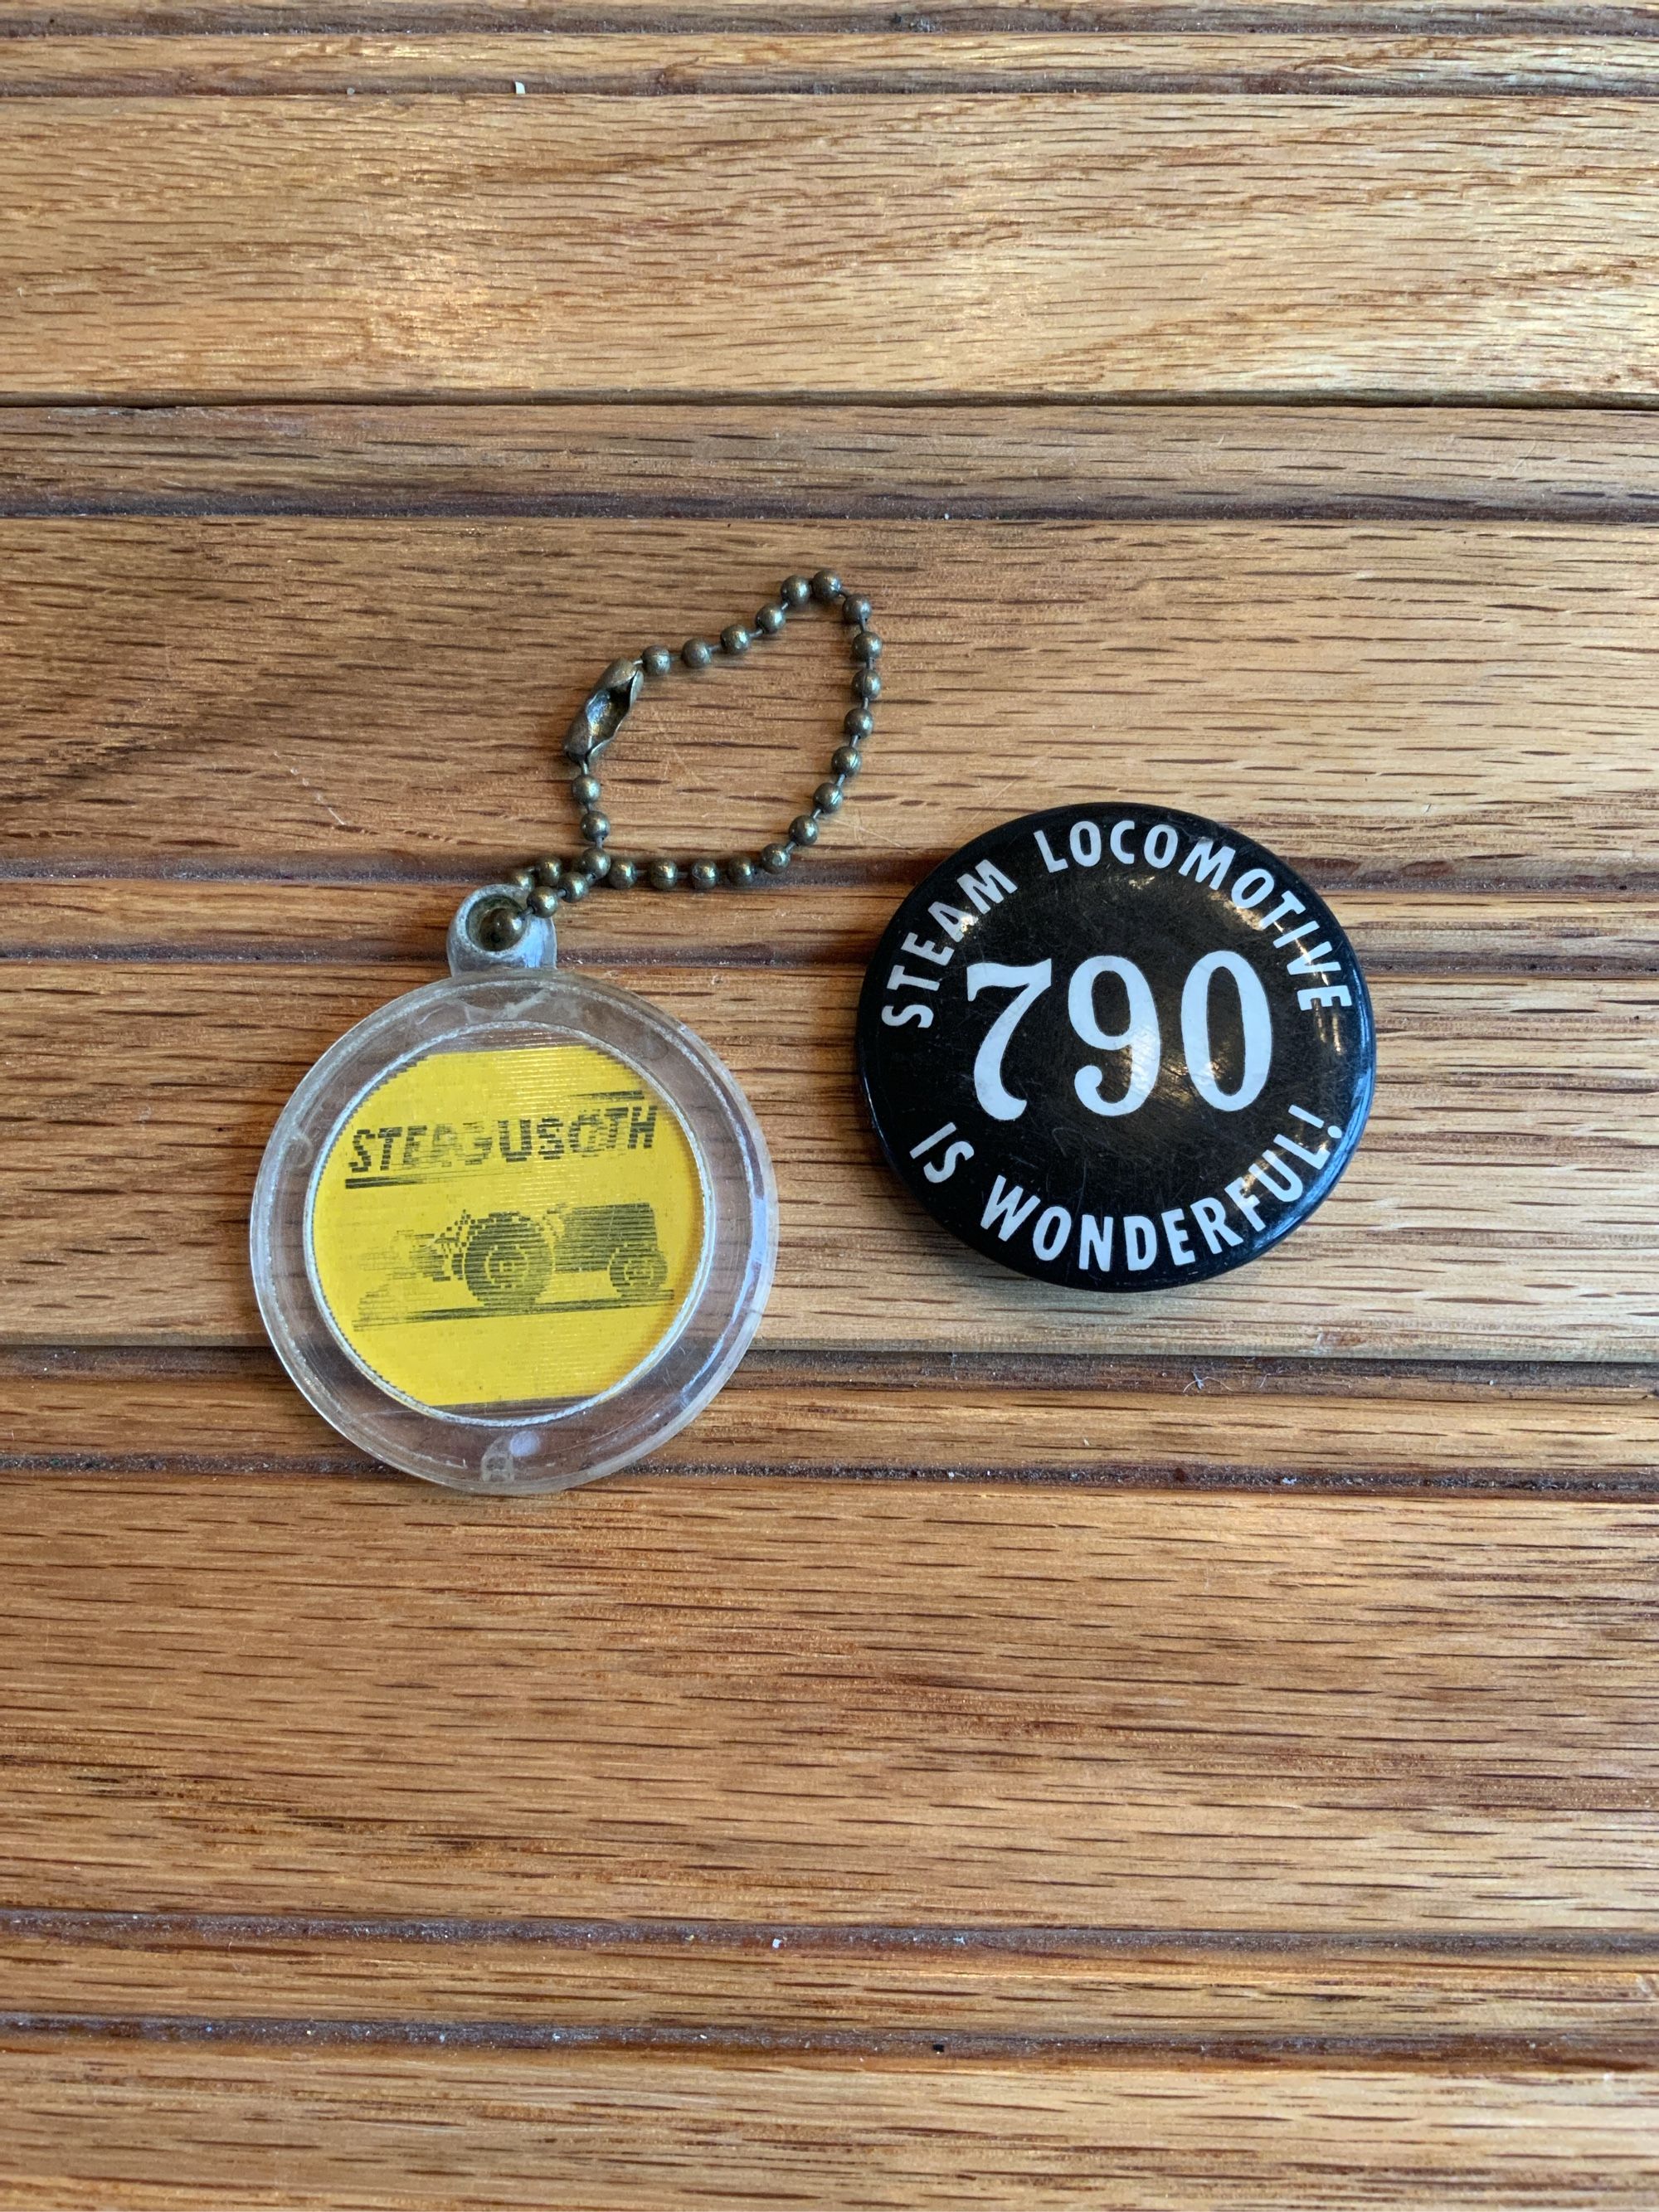 STEAM LOCOMOTIVE
790
IS WONDERFUL!